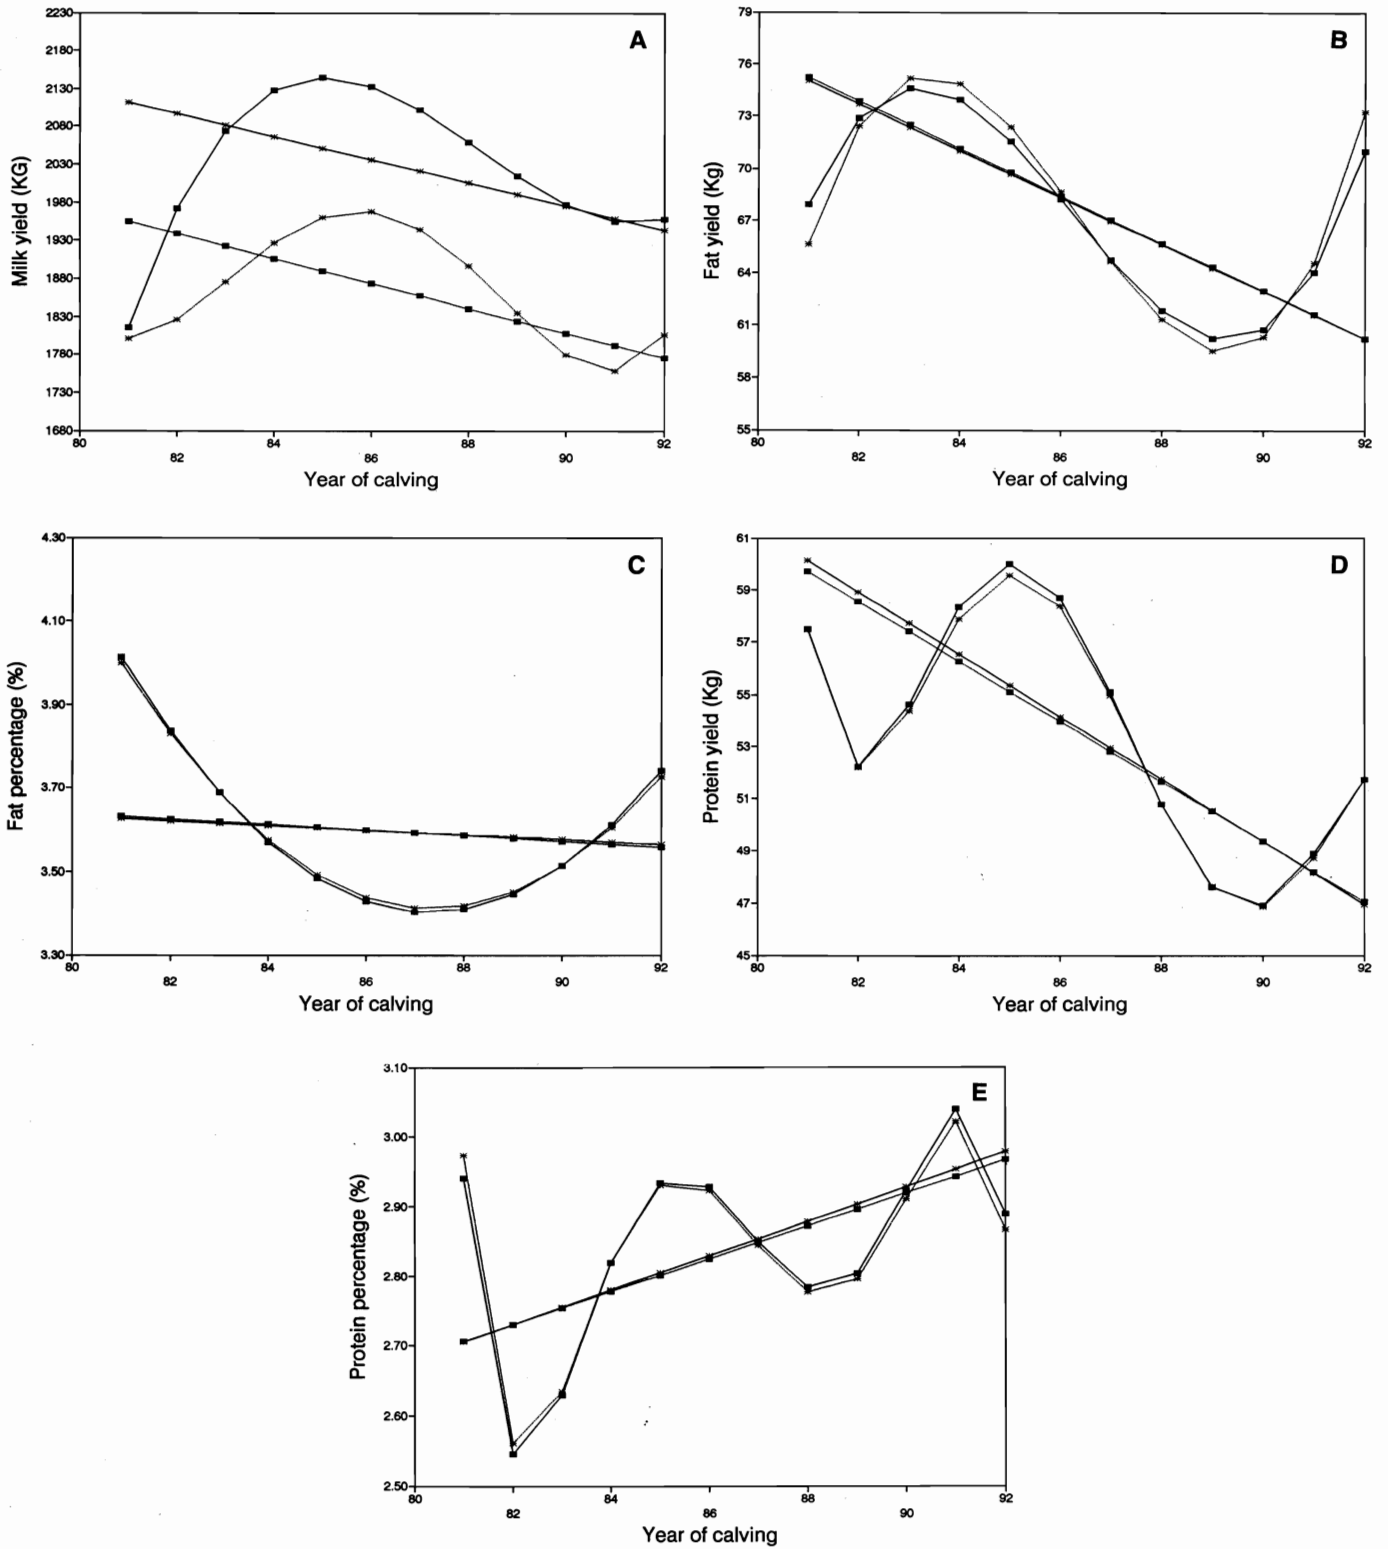 A
Milk yield (KG)
2230
2180
2130
2080
2030
1980
1930
1880
1830
1780
1730
1680
80 84 88 92
82 86 90
Year of calving
B
Fat yield (Kg)
79
76
73
70
67
64
61
58
55
80 84 88 92
82 86 90
Year of calving
C
Fat percentage (%)
4.30
4.10
3.90
3.70
3.50
3.30
80 84 88 92
82 86 90
Year of calving
D
Protein yield (Kg)
61
59
57
55
53
51
49
47
45
80 84 88 92
82 86 90
Year of calving
E
Protein percentage (%)
3.10
3.00
2.90
2.80
2.70
2.60
2.50
80 84 88 92
82 86 90
Year of calving